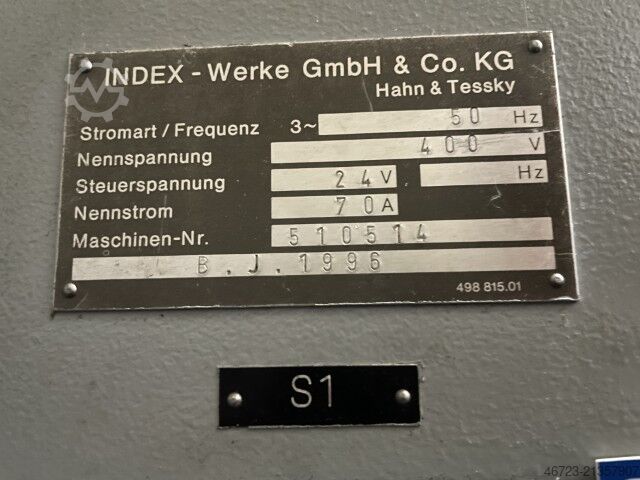 INDEX - Werke GmbH & Co. KG
Hahn & Tessky
Stromart / Frequenz 3~ 50 Hz
Nennspannung 400 V
Steuerspannung 24V Hz
Nennstrom 70A
Maschinen-Nr. 510514
B.J.1996
498 815.01
S1
46723-21357907